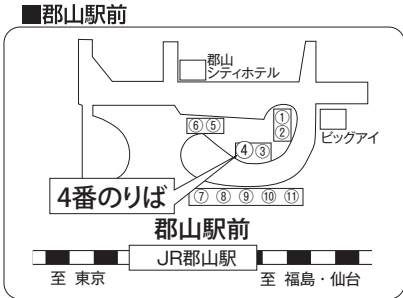 ■郡山駅前
郡山
シティホテル
①
②
ビッグアイ
⑥⑤
④③
4番のりば
⑦⑧⑨⑩⑪
郡山駅前
JR郡山駅
至 東京
至 福島・仙台